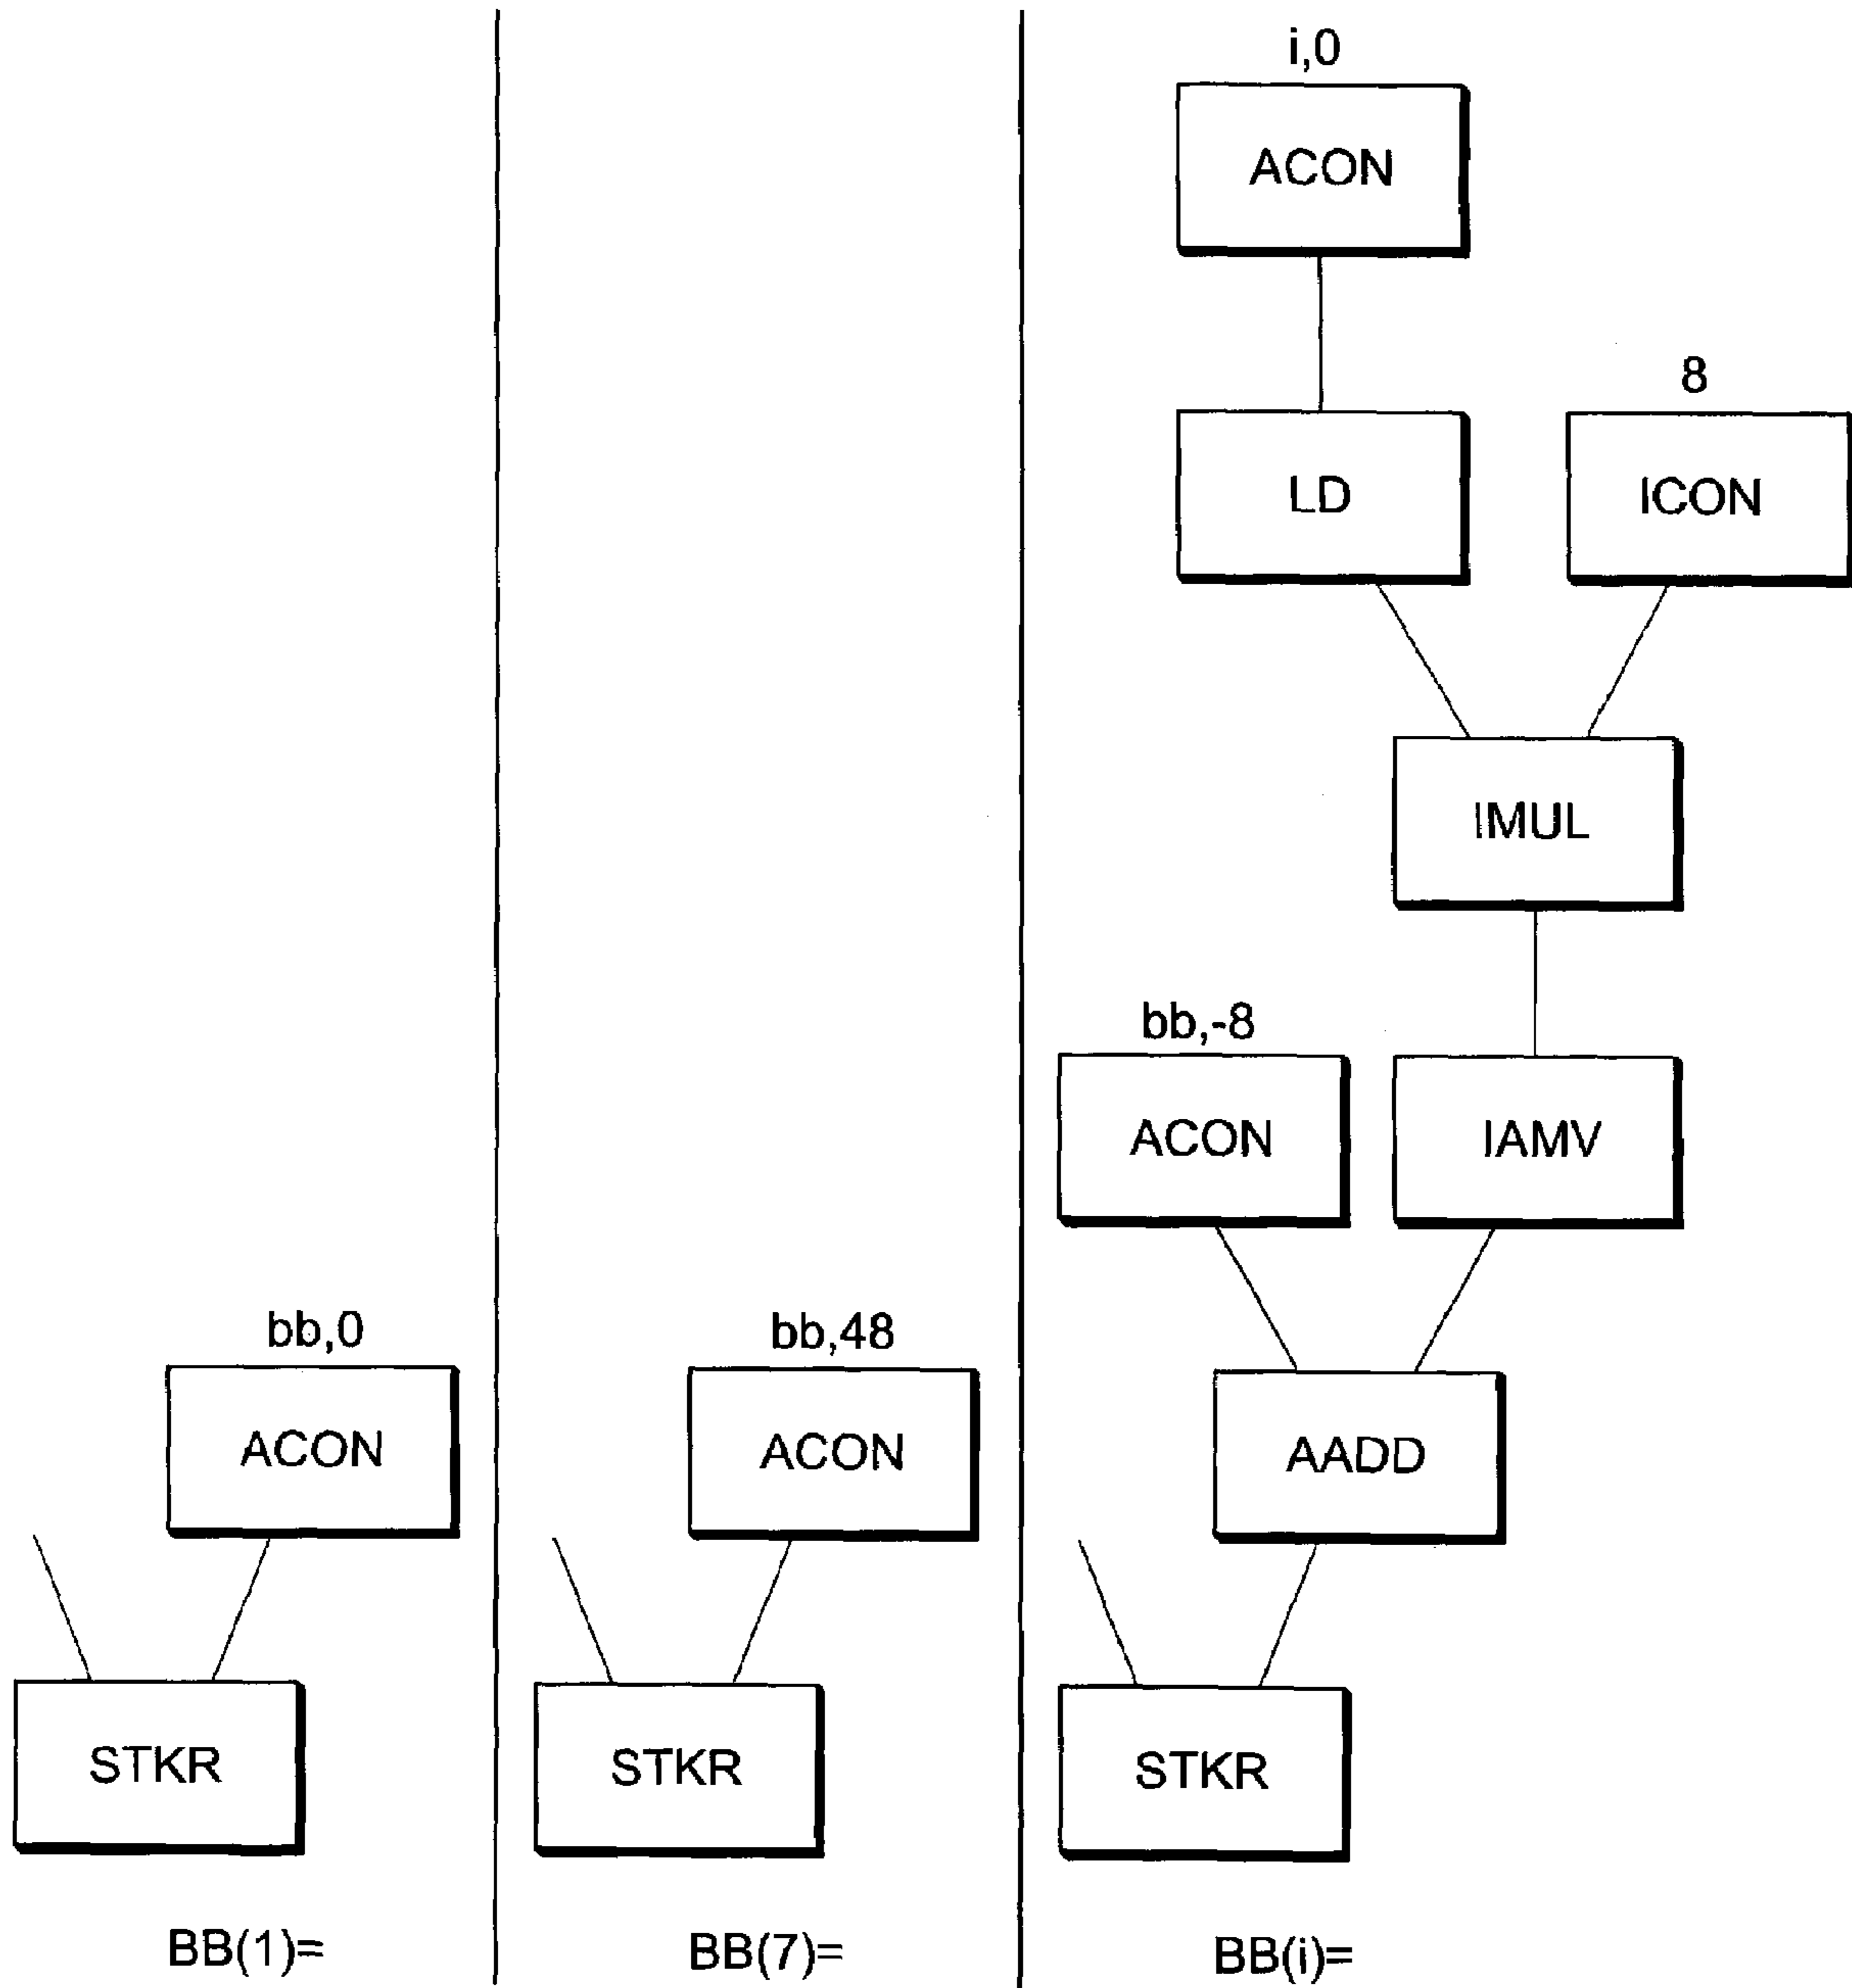 bb,0
ACON
STKR
BB(1)=
bb,48
ACON
STKR
BB(7)=
i,0
ACON
8
LD
ICON
IMUL
bb,-8
ACON
IAMV
AADD
STKR
BB(i)=